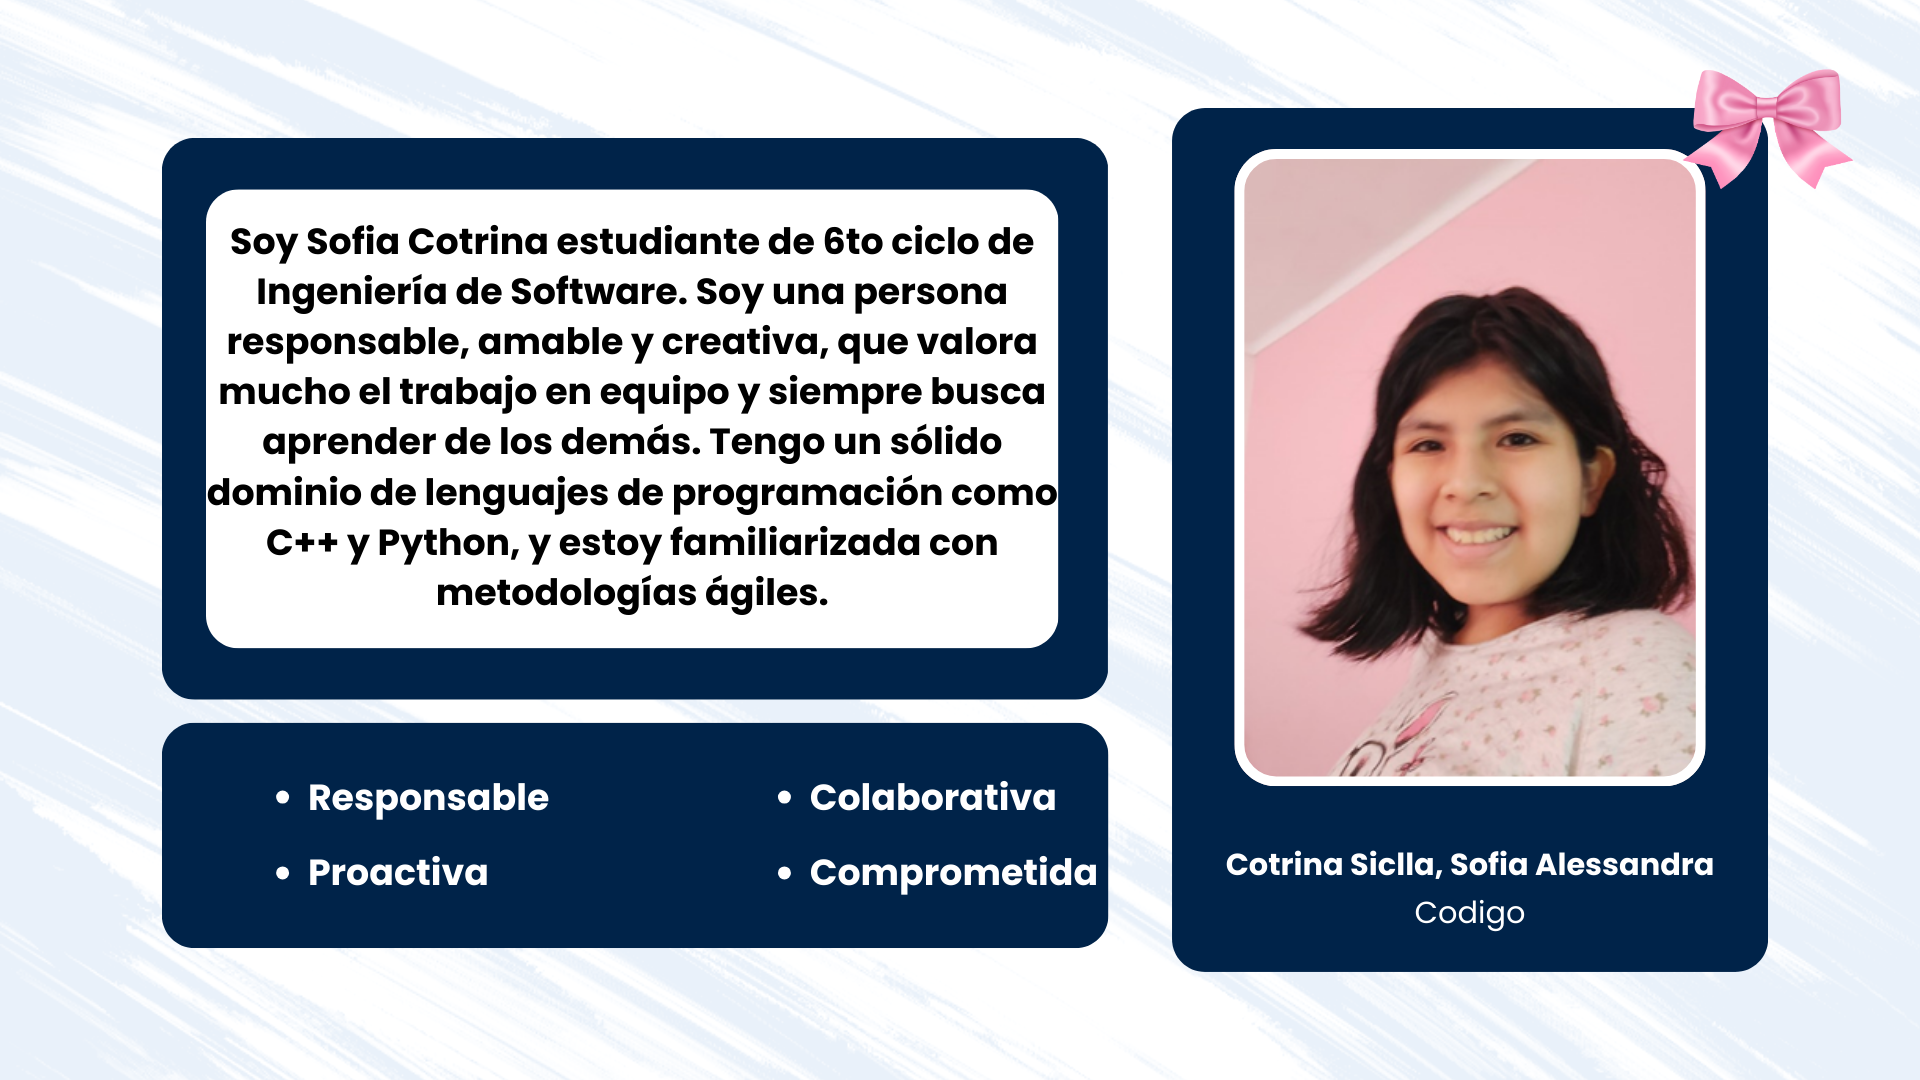 Soy Sofia Cotrina estudiante de 6to ciclo de
Ingeniería de Software. Soy una persona
responsable, amable y creativa, que valora
mucho el trabajo en equipo y siempre busca
aprender de los demás. Tengo un sólido
dominio de lenguajes de programación como
C++ y Python, y estoy familiarizada con
metodologías ágiles.
• Responsable
• Proactiva
• Colaborativa
• Comprometida
Cotrina Siclla, Sofia Alessandra
Codigo